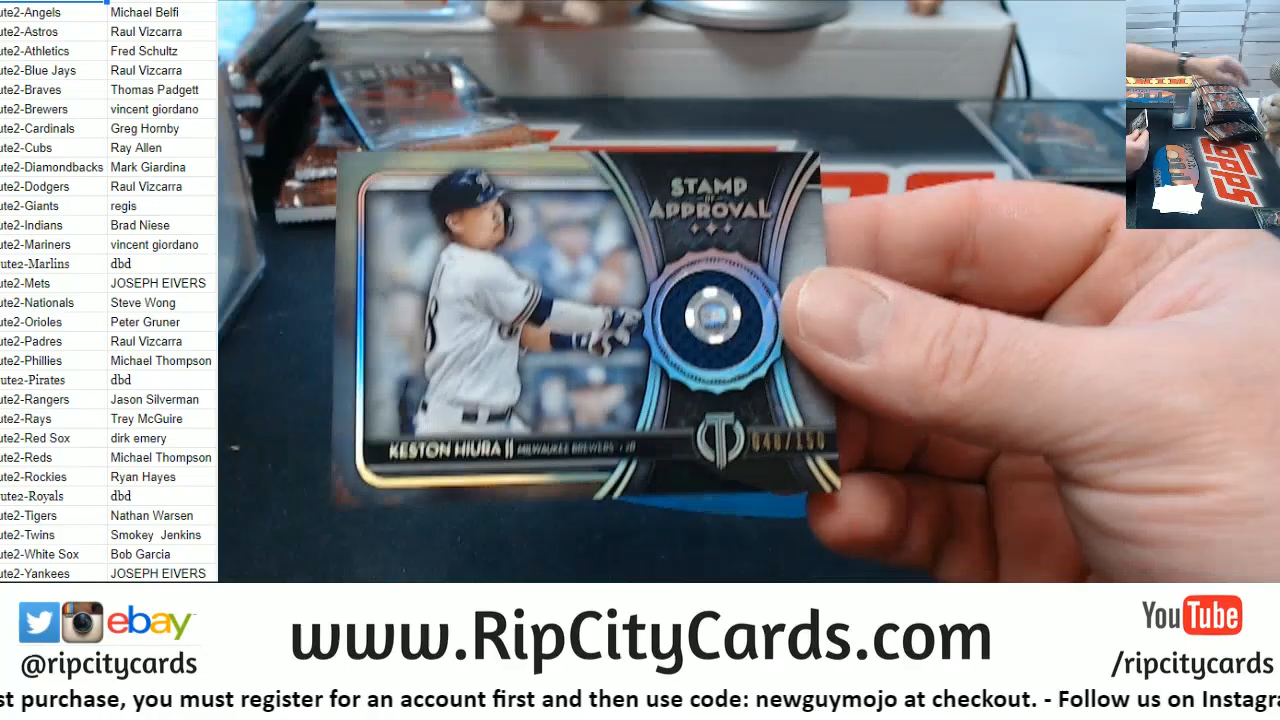 ute2-Angels Michael Belfi
ute2-Astros Raul Vizcarra
ute2-Athletics Fred Schultz
ute2-Blue Jays Raul Vizcarra
ute2-Braves Thomas Padgett
ute2-Brewers vincent giordano
ute2-Cardinals Greg Hornby
ute2-Cubs Ray Allen
ute2-Diamondbacks Mark Giardina
ute2-Dodgers Raul Vizcarra
ute2-Giants regis
ute2-Indians Brad Niese
ute2-Mariners vincent giordano
ute2-Marlins dbd
ute2-Mets JOSEPH EIVERS
ute2-Nationals Steve Wong
ute2-Orioles Peter Gruner
ute2-Padres Raul Vizcarra
ute2-Phillies Michael Thompson
ute2-Pirates dbd
ute2-Rangers Jason Silverman
ute2-Rays Trey McGuire
ute2-Red Sox dirk emery
ute2-Reds Michael Thompson
ute2-Rockies Ryan Hayes
ute2-Royals dbd
ute2-Tigers Nathan Warsen
ute2-Twins Smokey Jenkins
ute2-White Sox Bob Garcia
ute2-Yankees JOSEPH EIVERS
STAMP
OF
APPROVAL
KESTON HIURA || MILWAUKEE BREWERS 2B
048/150
topps
ebay
@ripcitycards
www.RipCityCards.com
YouTube
/ripcitycards
st purchase, you must register for an account first and then use code: newguymojo at checkout. - Follow us on Instagra